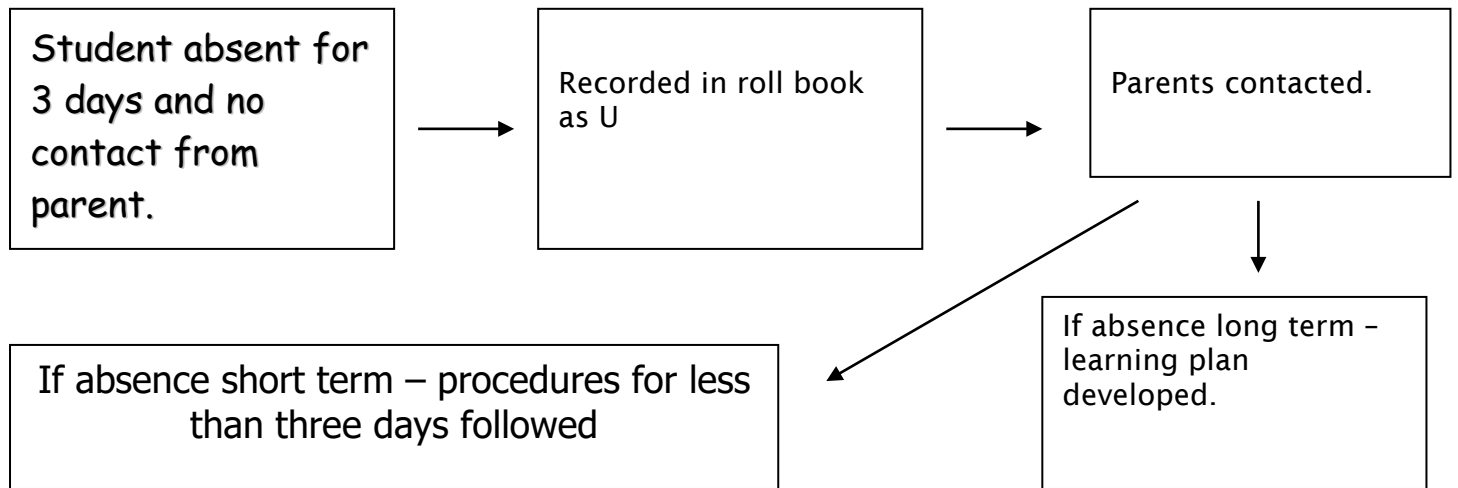 Student absent for
3 days and no
contact from
parent.
Recorded in roll book
as U
Parents contacted.
If absence short term – procedures for less
than three days followed
If absence long term –
learning plan
developed.